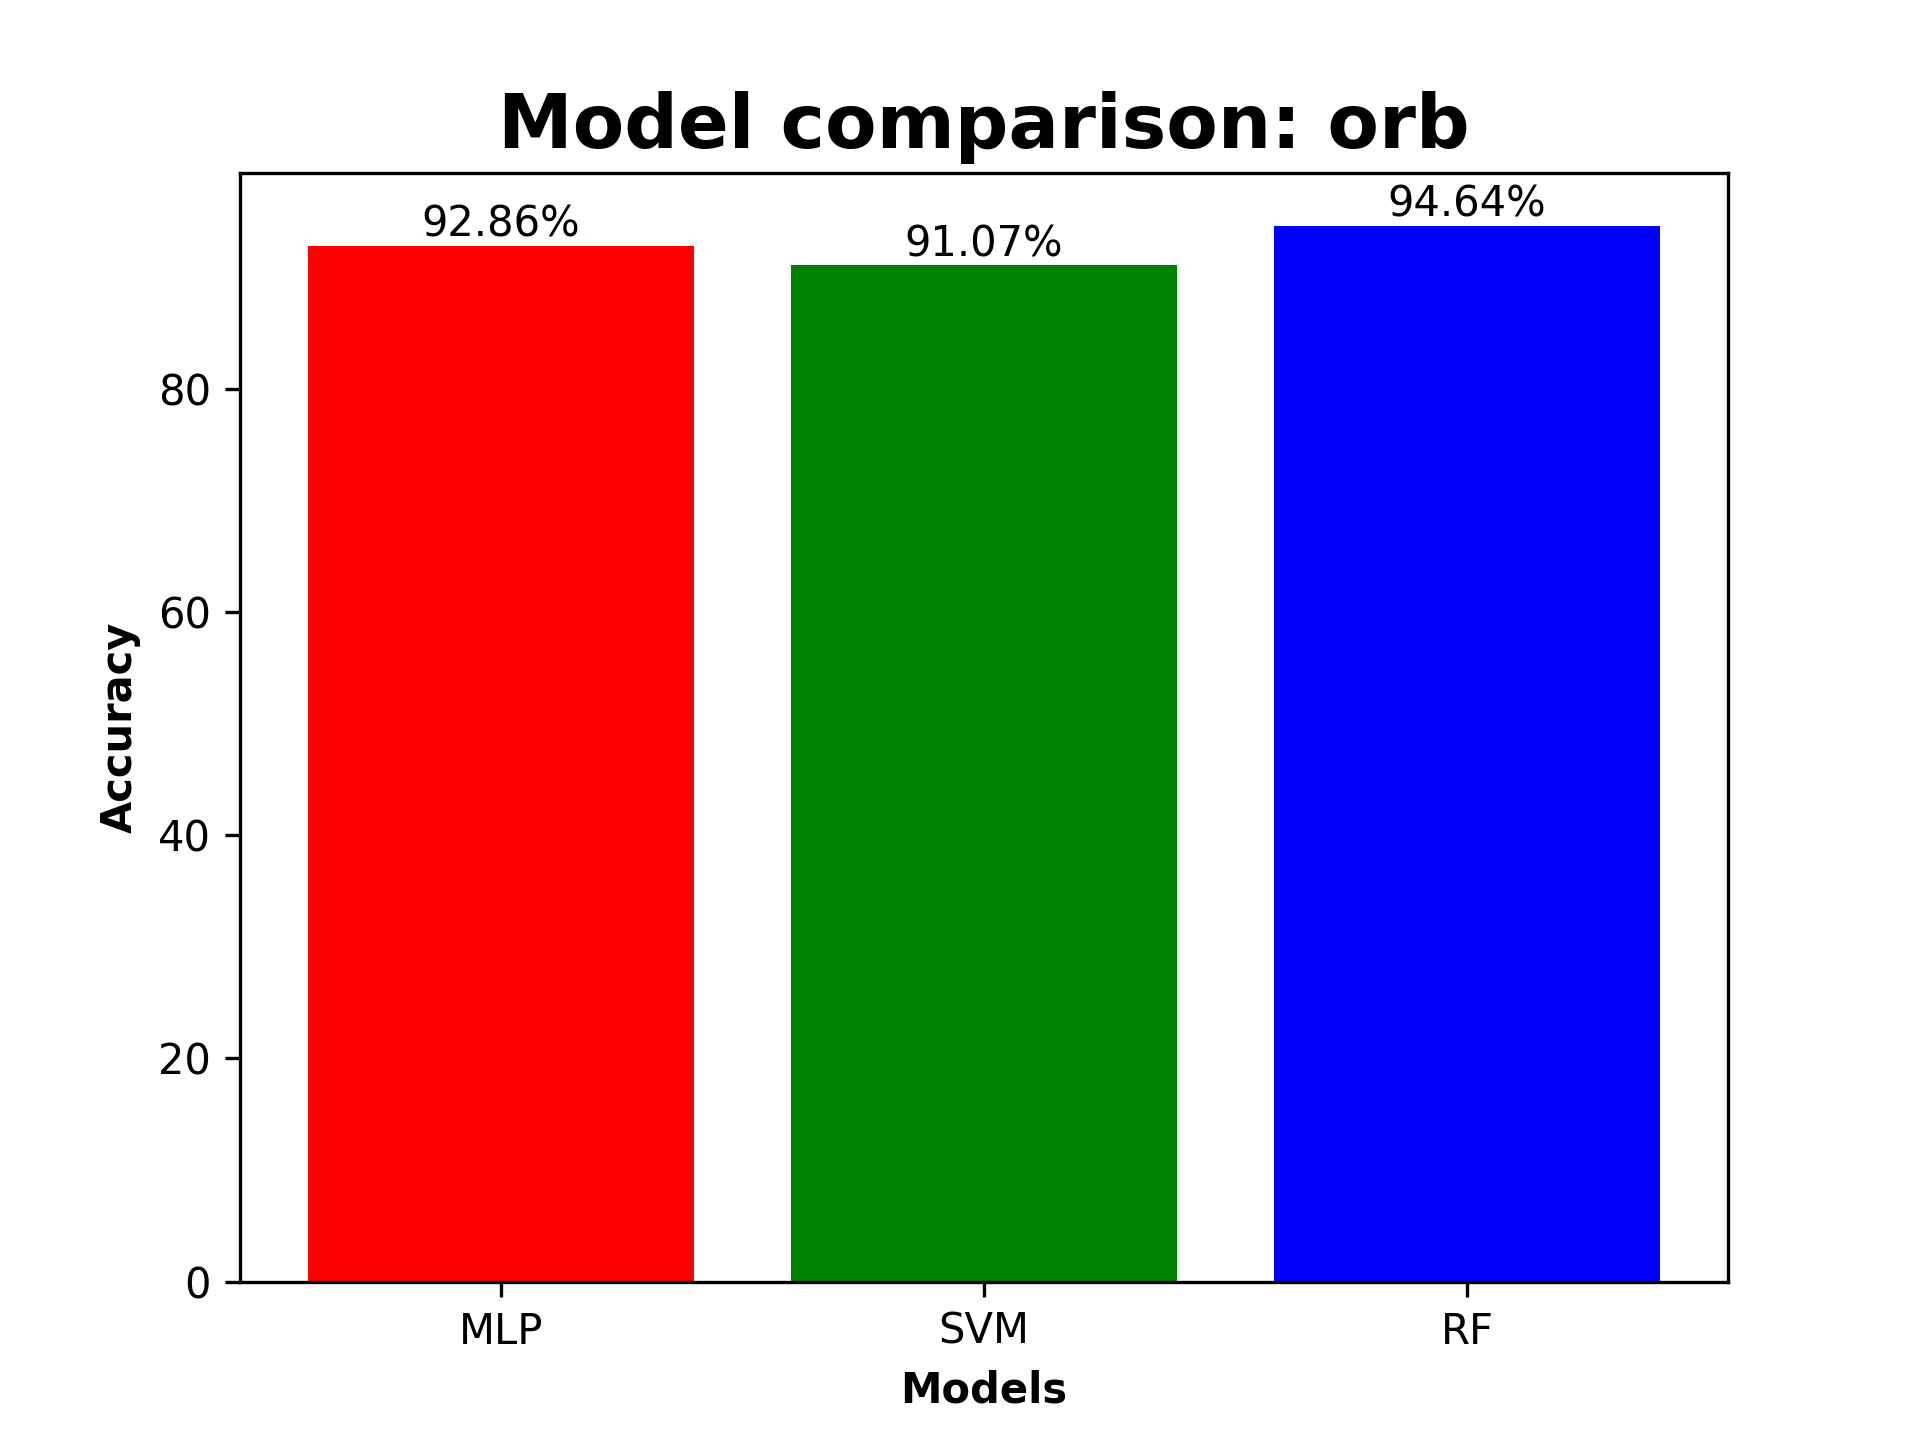 Model comparison: orb
92.86%
91.07%
94.64%
80
60
40
20
0
Accuracy
MLP
SVM
RF
Models